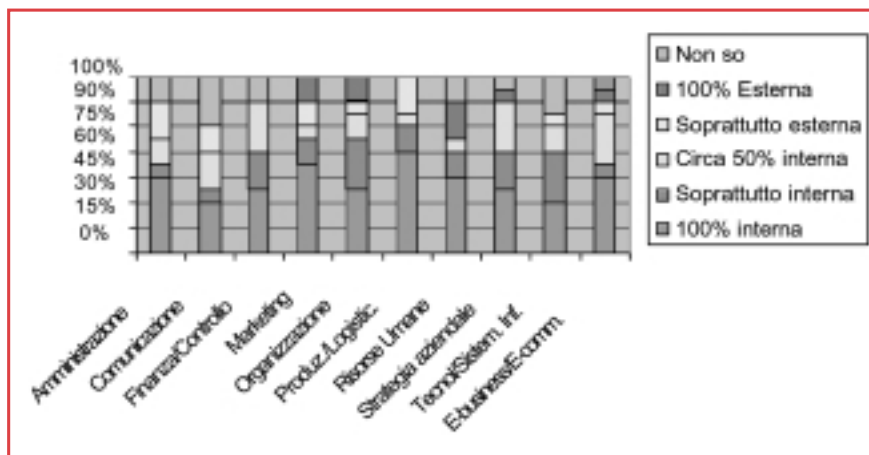 100%
90%
75%
60%
45%
30%
15%
0%
Non so
100% Esterna
Soprattutto esterna
Circa 50% interna
Soprattutto interna
100% interna
Amministrazione
Comunicazione
Finanza/Controllo
Marketing
Organizzazione
Produz./Logistic.
Risorse Umane
Strategia aziendale
Tecnol/Sistem. Inf.
E-business/E-comm.